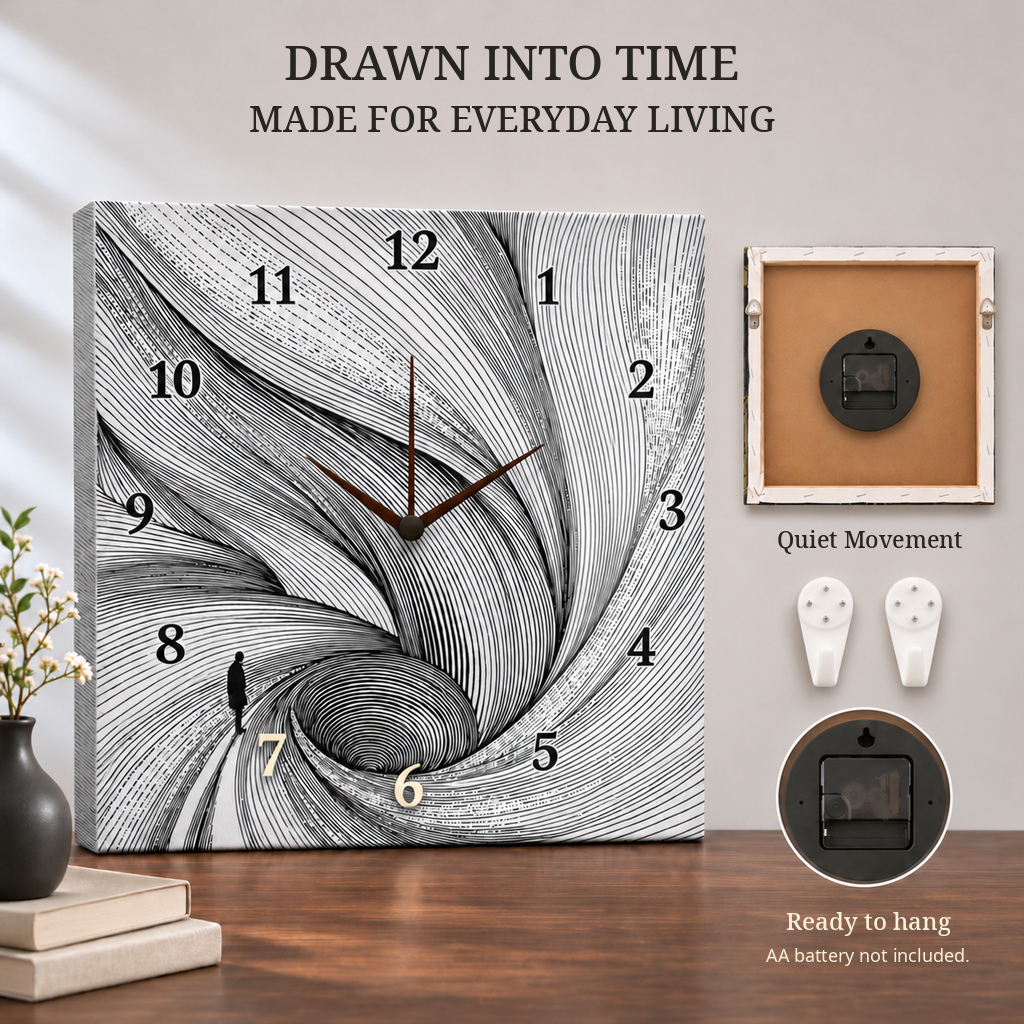 DRAWN INTO TIME
MADE FOR EVERYDAY LIVING
12
11
1
10
2
9
3
8
4
7
5
6
Quiet Movement
Ready to hang
AA battery not included.